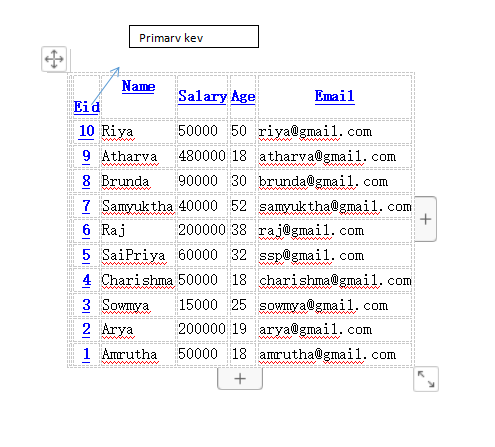 Primary key
Eid Name Salary Age Email
10 Riya 50000 50 riya@gmail.com
9 Atharva 480000 18 atharva@gmail.com
8 Brunda 90000 30 brunda@gmail.com
7 Samyuktha 40000 52 samyuktha@gmail.com
6 Raj 200000 38 raj@gmail.com
5 SaiPriya 60000 32 ssp@gmail.com
4 Charishma 50000 18 charishma@gmail.com
3 Sowmya 15000 25 sowmya@gmail.com
2 Arya 200000 19 arya@gmail.com
1 Amrutha 50000 18 amrutha@gmail.com